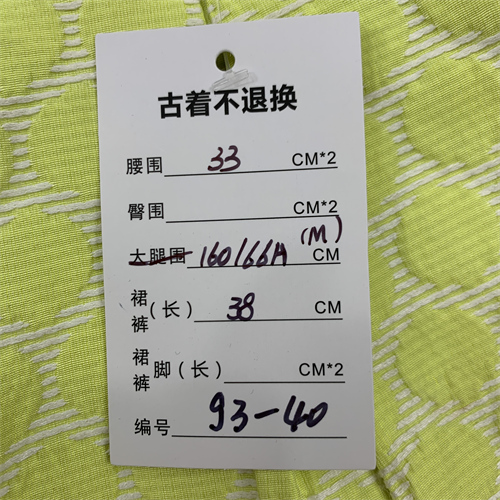 古着不退换
腰围 33 CM*2
臀围 CM*2
大腿围 160/66A (M) CM
裙裤(长) 38 CM
裙裤脚(长) CM*2
编号 93-40